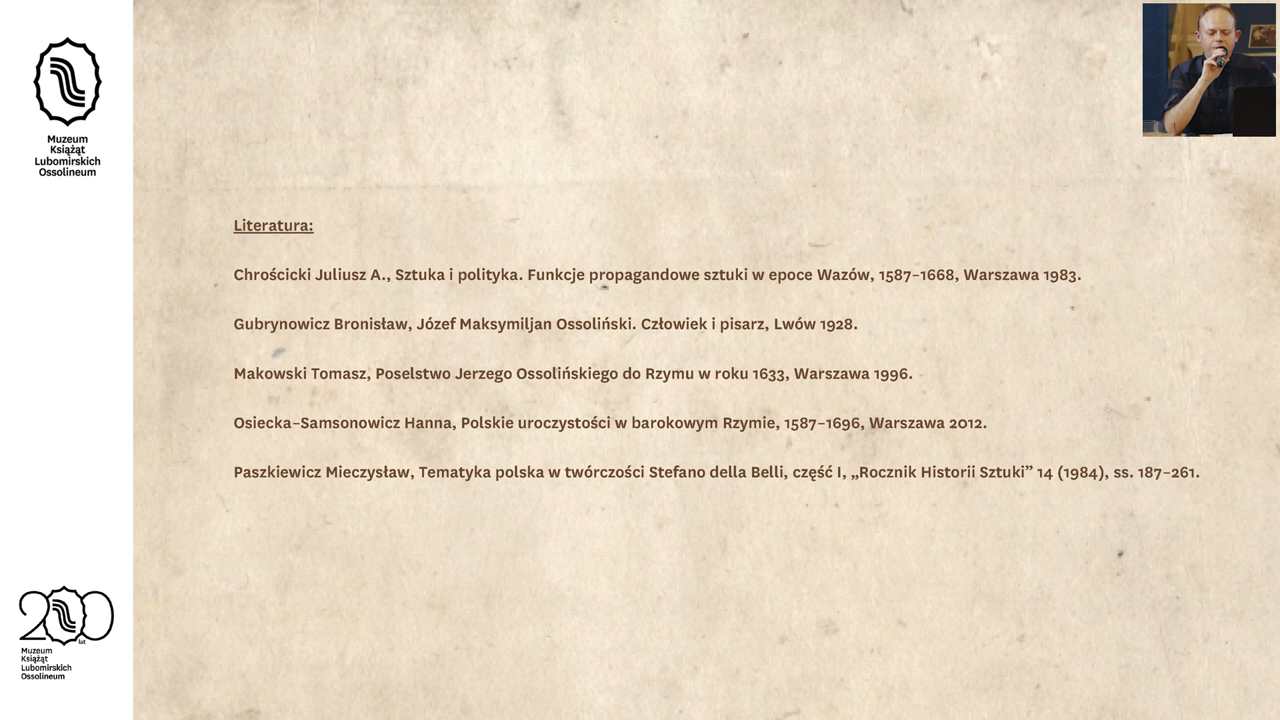 Muzeum
Książąt
Lubomirskich
Ossolineum
Literatura:
Chrościcki Juliusz A., Sztuka i polityka. Funkcje propagandowe sztuki w epoce Wazów, 1587–1668, Warszawa 1983.
Gubrynowicz Bronisław, Józef Maksymiljan Ossoliński. Człowiek i pisarz, Lwów 1928.
Makowski Tomasz, Poselstwo Jerzego Ossolińskiego do Rzymu w roku 1633, Warszawa 1996.
Osiecka–Samsonowicz Hanna, Polskie uroczystości w barokowym Rzymie, 1587–1696, Warszawa 2012.
Paszkiewicz Mieczysław, Tematyka polska w twórczości Stefano della Belli, część I, „Rocznik Historii Sztuki” 14 (1984), ss. 187–261.
200
lat
Muzeum
Książąt
Lubomirskich
Ossolineum